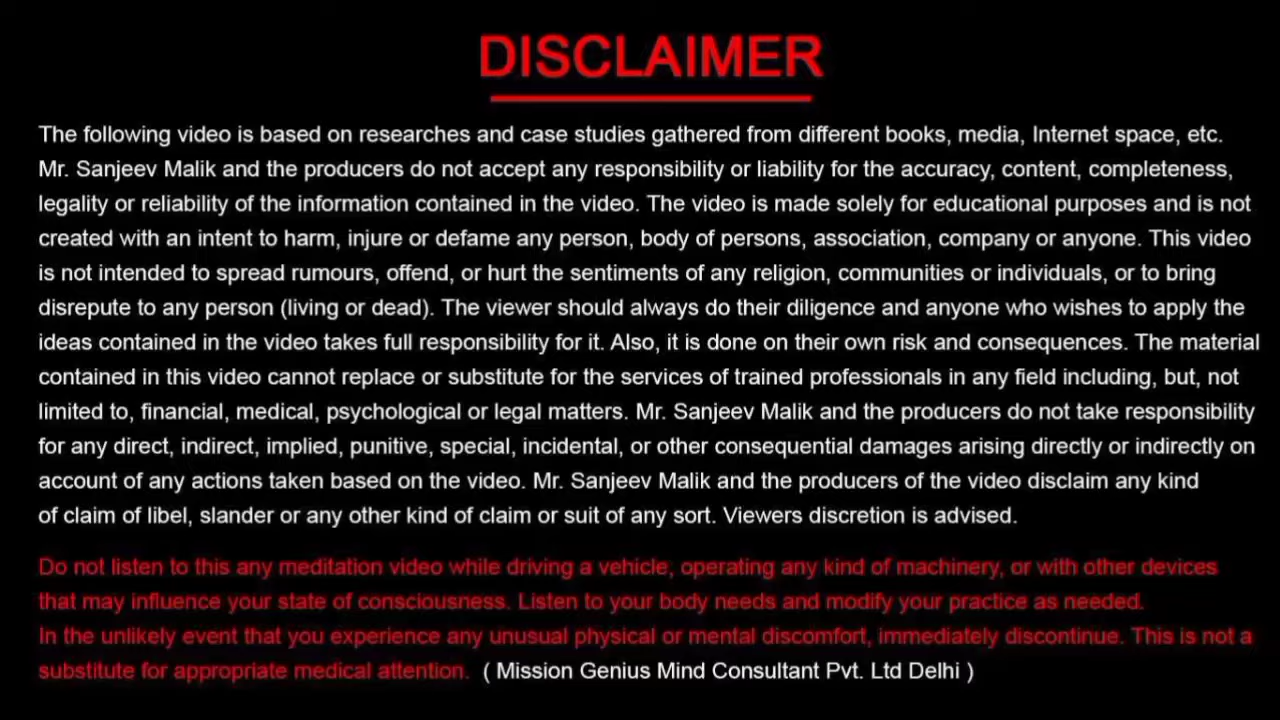 DISCLAIMER
The following video is based on researches and case studies gathered from different books, media, Internet space, etc.
Mr. Sanjeev Malik and the producers do not accept any responsibility or liability for the accuracy, content, completeness,
legality or reliability of the information contained in the video. The video is made solely for educational purposes and is not
created with an intent to harm, injure or defame any person, body of persons, association, company or anyone. This video
is not intended to spread rumours, offend, or hurt the sentiments of any religion, communities or individuals, or to bring
disrepute to any person (living or dead). The viewer should always do their diligence and anyone who wishes to apply the
ideas contained in the video takes full responsibility for it. Also, it is done on their own risk and consequences. The material
contained in this video cannot replace or substitute for the services of trained professionals in any field including, but, not
limited to, financial, medical, psychological or legal matters. Mr. Sanjeev Malik and the producers do not take responsibility
for any direct, indirect, implied, punitive, special, incidental, or other consequential damages arising directly or indirectly on
account of any actions taken based on the video. Mr. Sanjeev Malik and the producers of the video disclaim any kind
of claim of libel, slander or any other kind of claim or suit of any sort. Viewers discretion is advised.
Do not listen to this any meditation video while driving a vehicle, operating any kind of machinery, or with other devices
that may influence your state of consciousness. Listen to your body needs and modify your practice as needed.
In the unlikely event that you experience any unusual physical or mental discomfort, immediately discontinue. This is not a
substitute for appropriate medical attention. ( Mission Genius Mind Consultant Pvt. Ltd Delhi )